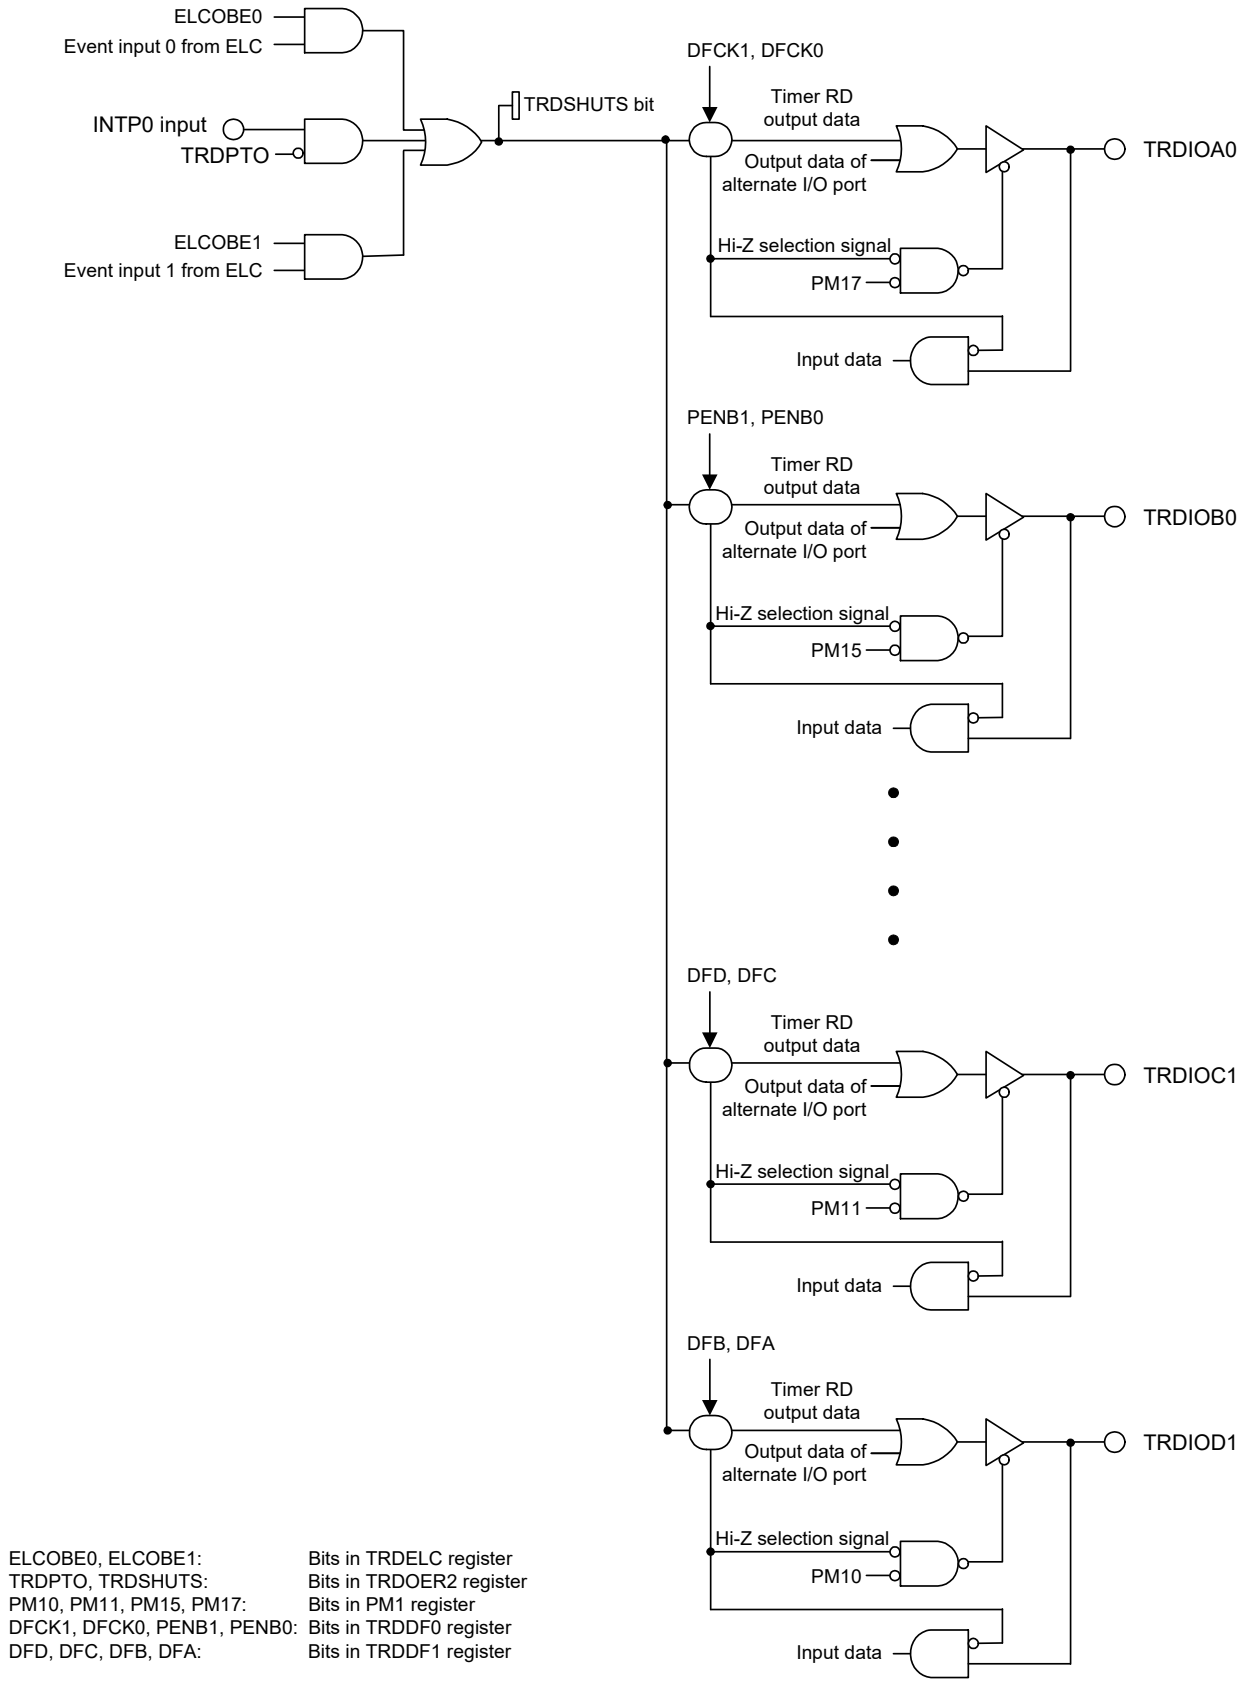 ELCOBE0
Event input 0 from ELC
INTP0 input
TRDPTO
ELCOBE1
Event input 1 from ELC
TRDSHUTS bit
DFCK1, DFCK0
Timer RD
output data
Output data of
alternate I/O port
TRDIOA0
Hi-Z selection signal
PM17
Input data
PENB1, PENB0
Timer RD
output data
Output data of
alternate I/O port
TRDIOB0
Hi-Z selection signal
PM15
Input data
DFD, DFC
Timer RD
output data
Output data of
alternate I/O port
TRDIOC1
Hi-Z selection signal
PM11
Input data
DFB, DFA
Timer RD
output data
Output data of
alternate I/O port
TRDIOD1
Hi-Z selection signal
PM10
Input data
ELCOBE0, ELCOBE1: Bits in TRDELC register
TRDPTO, TRDSHUTS: Bits in TRDOER2 register
PM10, PM11, PM15, PM17: Bits in PM1 register
DFCK1, DFCK0, PENB1, PENB0: Bits in TRDDF0 register
DFD, DFC, DFB, DFA: Bits in TRDDF1 register